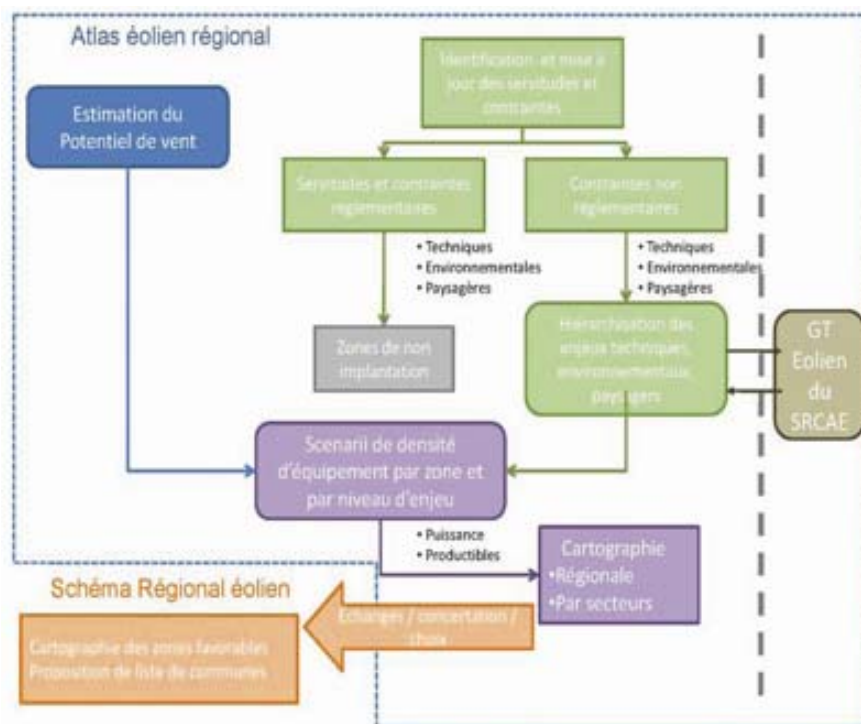 Atlas éolien régional
Identification et mise à
jour des servitudes et
contraintes
Estimation du
Potentiel de vent
Servitudes et contraintes
réglementaires
Contraintes non
réglementaires
• Techniques
• Environnementales
• Paysagères
• Techniques
• Environnementales
• Paysagères
Zones de non
implantation
Hiérarchisation des
enjeux techniques,
environnementaux,
paysagers
GT
Eolien
du
SRCAE
Scenarii de densité
d'équipement par zone et
par niveau d'enjeu
• Puissance
• Productibles
Cartographie
•Régionale
•Par secteurs
Schéma Régional éolien
Echanges / concertation /
choix
Cartographie des zones favorables
Proposition de liste de communes